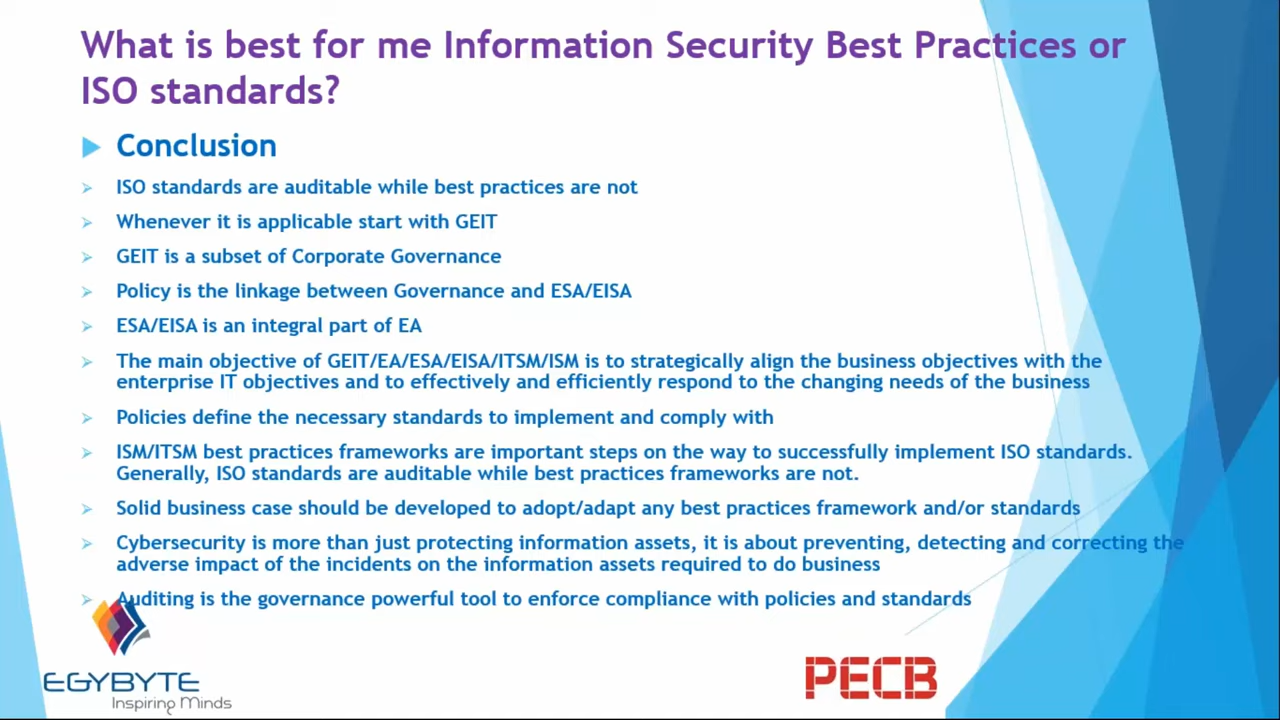 What is best for me Information Security Best Practices or
ISO standards?
Conclusion
ISO standards are auditable while best practices are not
Whenever it is applicable start with GEIT
GEIT is a subset of Corporate Governance
Policy is the linkage between Governance and ESA/EISA
ESA/EISA is an integral part of EA
The main objective of GEIT/EA/ESA/EISA/ITSM/ISM is to strategically align the business objectives with the
enterprise IT objectives and to effectively and efficiently respond to the changing needs of the business
Policies define the necessary standards to implement and comply with
ISM/ITSM best practices frameworks are important steps on the way to successfully implement ISO standards.
Generally, ISO standards are auditable while best practices frameworks are not.
Solid business case should be developed to adopt/adapt any best practices framework and/or standards
Cybersecurity is more than just protecting information assets, it is about preventing, detecting and correcting the
adverse impact of the incidents on the information assets required to do business
Auditing is the governance powerful tool to enforce compliance with policies and standards
EGYBYTE
Inspiring Minds
PECB